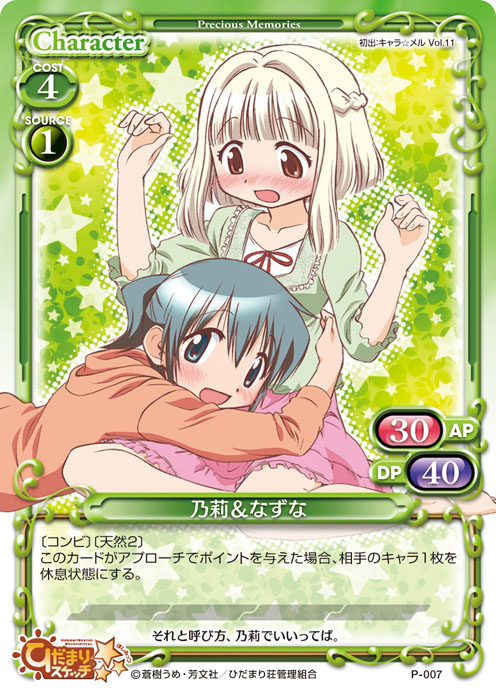 Precious Memories
Character
初出:キャラ☆メル Vol.11
COST
4
SOURCE
1
30 AP
DP 40
乃莉&なずな
〔コンビ〕〔天然2〕
このカードがアプローチでポイントを与えた場合、相手のキャラ1枚を
休息状態にする。
それと呼び方、乃莉でいいってば。
ひだまり
スケッチ
©蒼樹うめ・芳文社/ひだまり荘管理組合
P-007